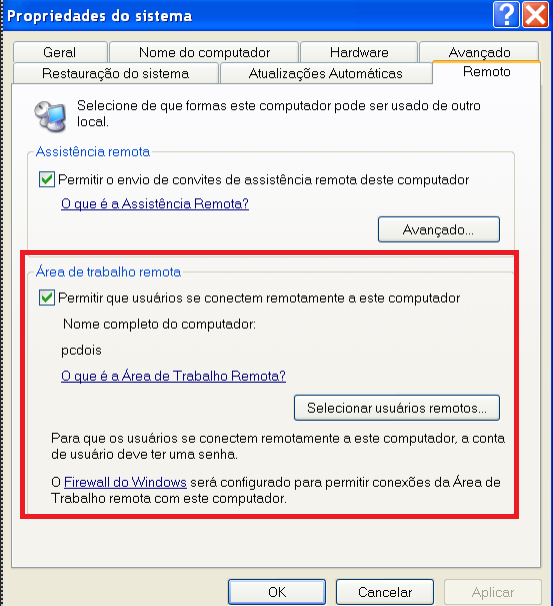 Propriedades do sistema
Geral
Nome do computador
Hardware
Avançado
Restauração do sistema
Atualizações Automáticas
Remoto
Selecione de que formas este computador pode ser usado de outro
local.
Assistência remota
Permitir o envio de convites de assistência remota deste computador
O que é a Assistência Remota?
Avançado...
Área de trabalho remota
Permitir que usuários se conectem remotamente a este computador
Nome completo do computador:
pcdois
O que é a Área de Trabalho Remota?
Selecionar usuários remotos...
Para que os usuários se conectem remotamente a este computador, a conta
de usuário deve ter uma senha.
O Firewall do Windows será configurado para permitir conexões da Área de
Trabalho remota com este computador.
OK
Cancelar
Aplicar